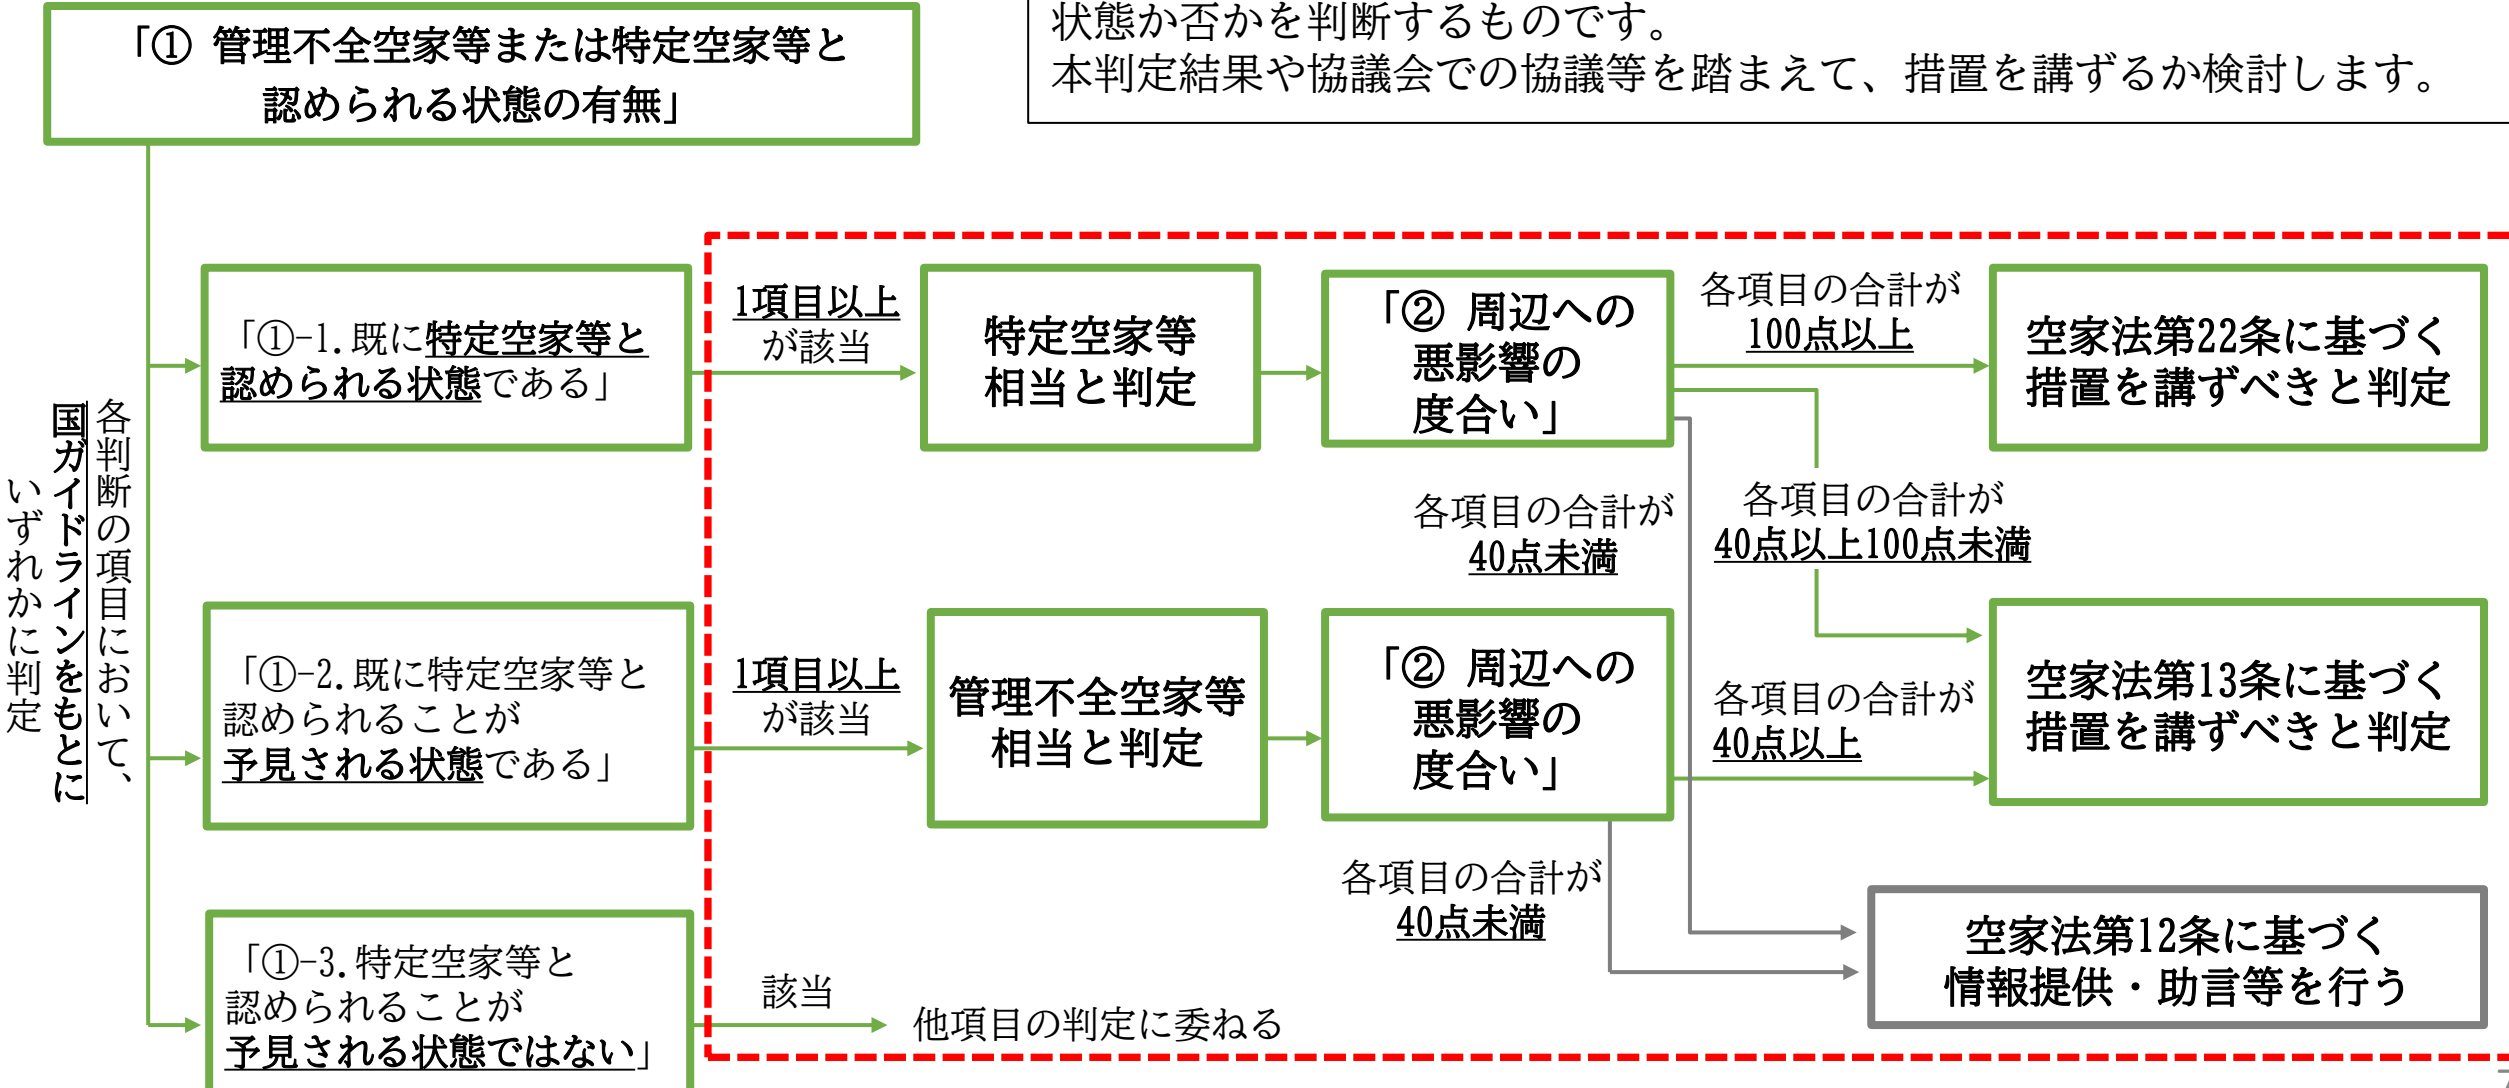 「① 管理不全空家等または特定空家等と
認められる状態の有無」
状態か否かを判断するものです。
本判定結果や協議会での協議等を踏まえて、措置を講ずるか検討します。
各判断の項目において、
国ガイドラインをもとに
いずれかに判定
「①-1.既に特定空家等と
認められる状態である」
1項目以上
が該当
特定空家等
相当と判定
「② 周辺への
悪影響の
度合い」
各項目の合計が
100点以上
空家法第22条に基づく
措置を講ずべきと判定
各項目の合計が
40点未満
各項目の合計が
40点以上100点未満
「①-2.既に特定空家等と
認められることが
予見される状態である」
1項目以上
が該当
管理不全空家等
相当と判定
「② 周辺への
悪影響の
度合い」
各項目の合計が
40点以上
空家法第13条に基づく
措置を講ずべきと判定
各項目の合計が
40点未満
空家法第12条に基づく
情報提供・助言等を行う
「①-3.特定空家等と
認められることが
予見される状態ではない」
該当
他項目の判定に委ねる